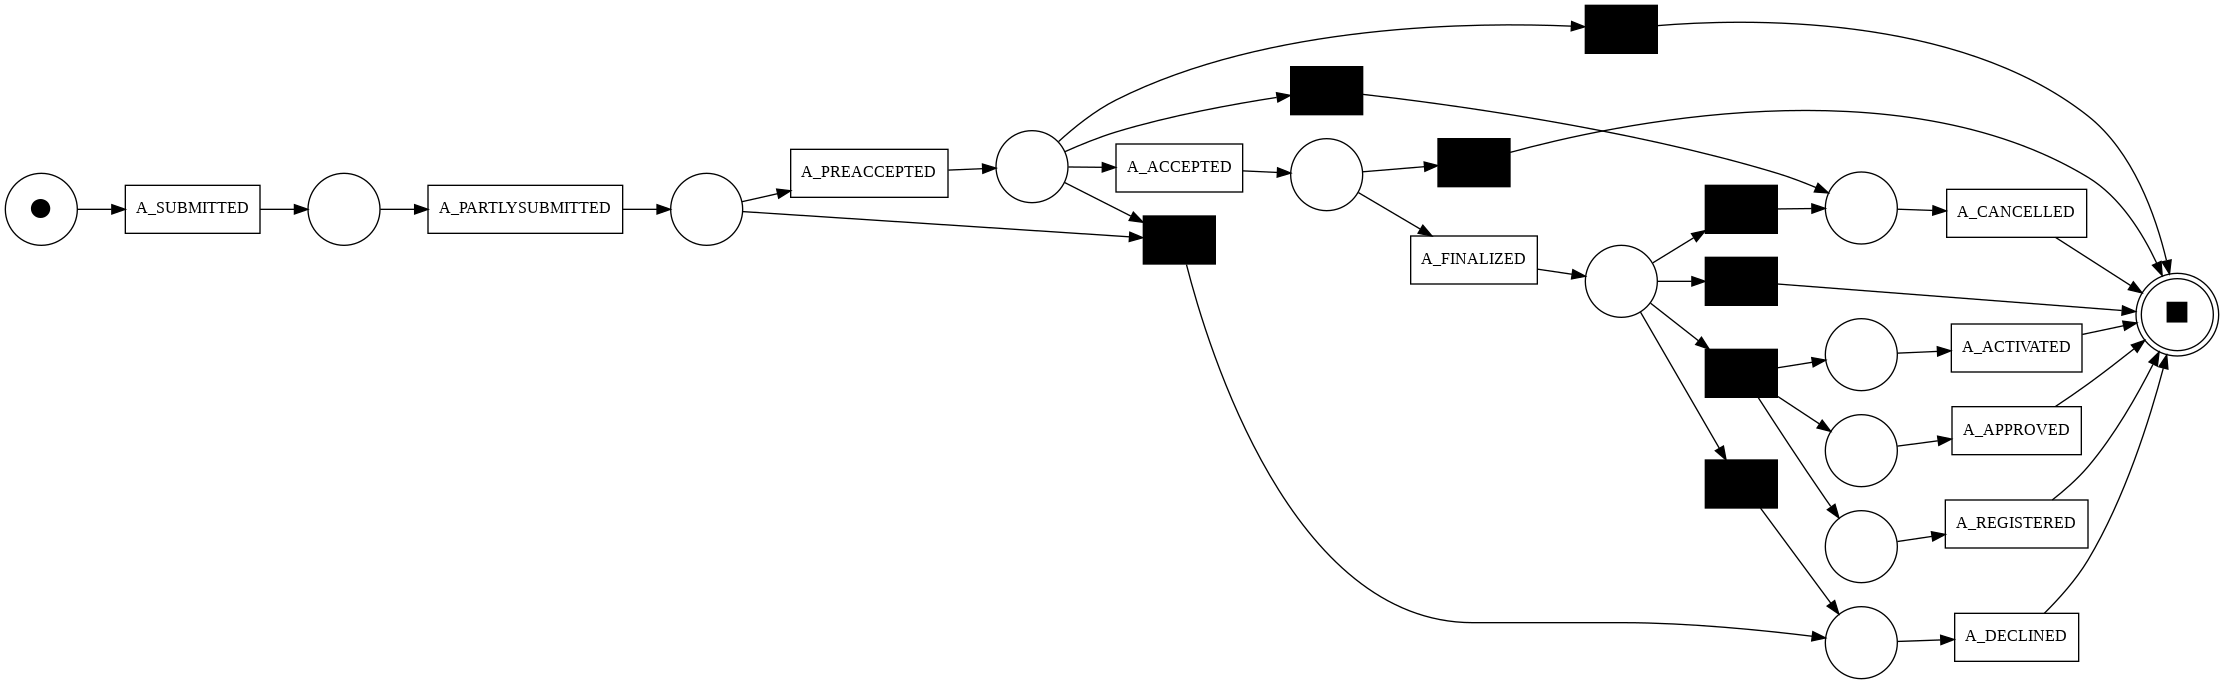 A_SUBMITTED
A_PARTLYSUBMITTED
A_PREACCEPTED
A_ACCEPTED
A_FINALIZED
A_CANCELLED
A_ACTIVATED
A_APPROVED
A_REGISTERED
A_DECLINED